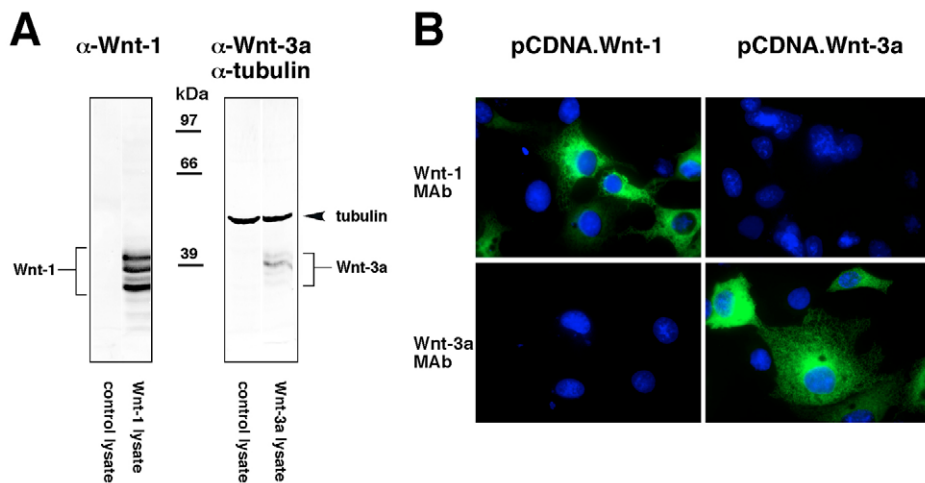 A
α-Wnt-1
α-Wnt-3a
α-tubulin
kDa
97
66
39
tubulin
Wnt-1
Wnt-3a
control lysate
Wnt-1 lysate
control lysate
Wnt-3a lysate
B
pCDNA.Wnt-1
pCDNA.Wnt-3a
Wnt-1
MAb
Wnt-3a
MAb